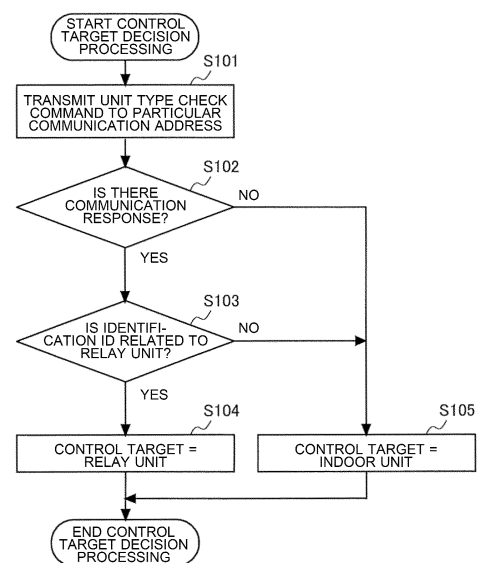 START CONTROL
TARGET DECISION
PROCESSING
S101
TRANSMIT UNIT TYPE CHECK
COMMAND TO PARTICULAR
COMMUNICATION ADDRESS
S102
IS THERE
COMMUNICATION
RESPONSE?
NO
YES
S103
IS IDENTIFI-
CATION ID RELATED TO
RELAY UNIT?
NO
YES
S104
CONTROL TARGET =
RELAY UNIT
S105
CONTROL TARGET =
INDOOR UNIT
END CONTROL
TARGET DECISION
PROCESSING